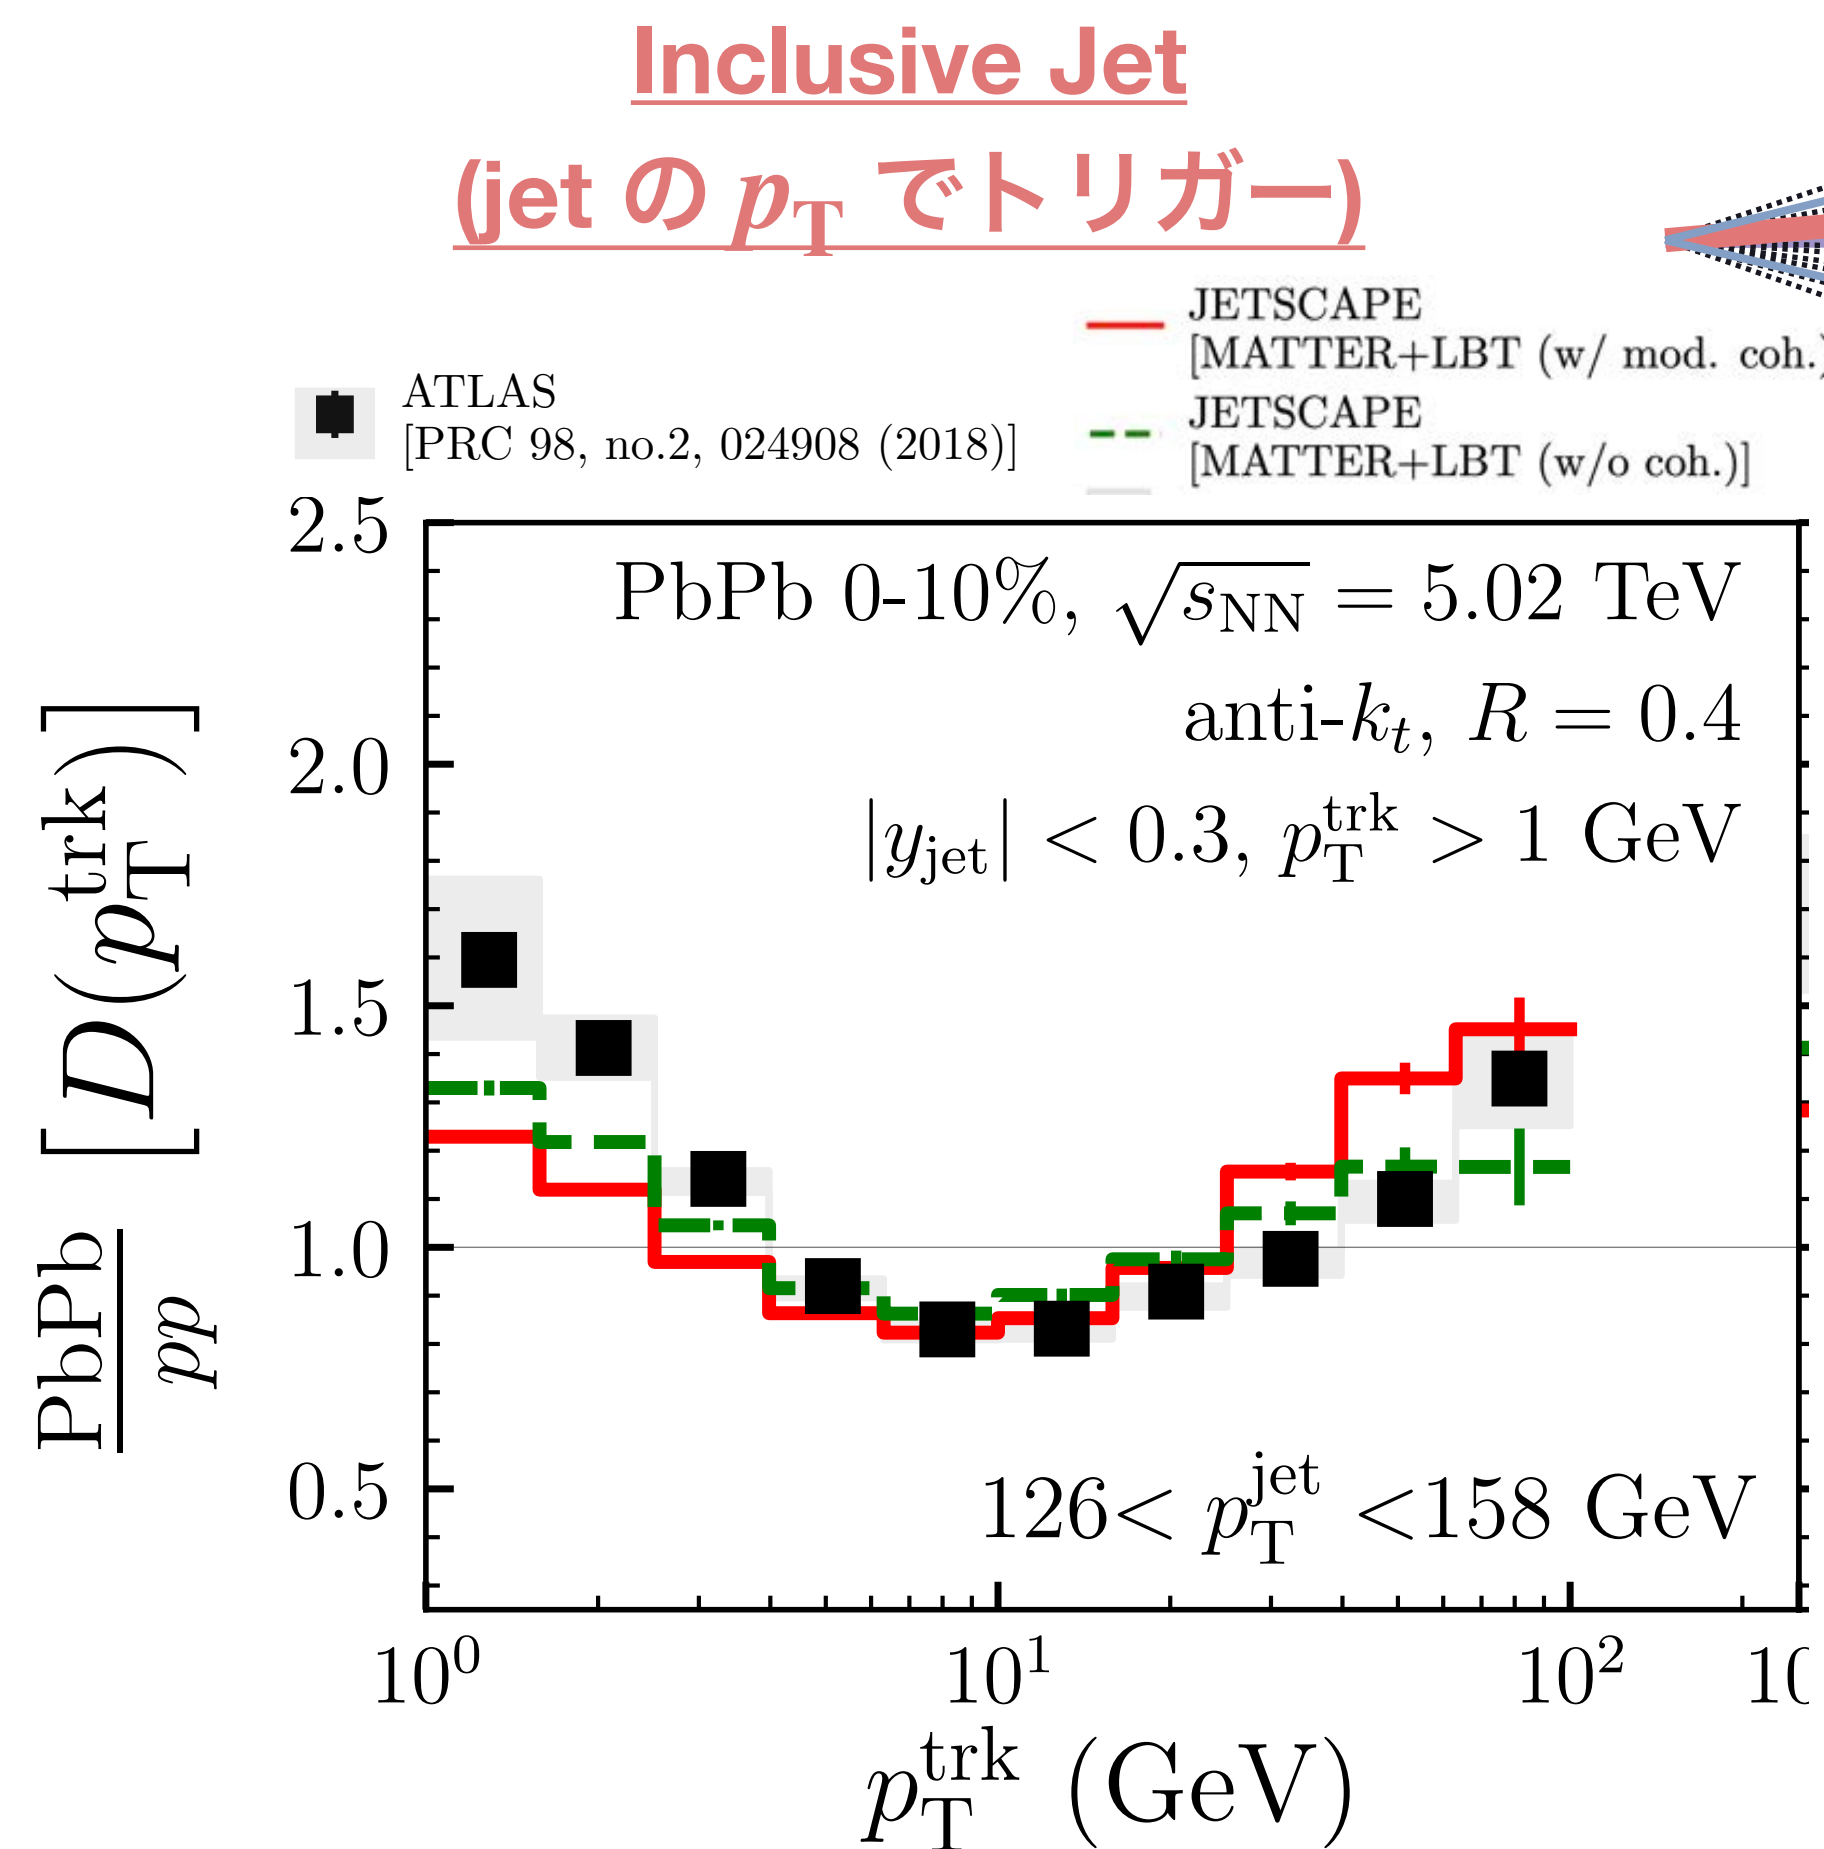 Inclusive Jet
(jet の pT でトリガー)
JETSCAPE
[MATTER+LBT (w/ mod. coh.)
ATLAS
[PRC 98, no.2, 024908 (2018)]
JETSCAPE
[MATTER+LBT (w/o coh.)]
PbPb 0-10%, √sNN = 5.02 TeV
anti-kt, R = 0.4
|yjet| < 0.3, pTtrk > 1 GeV
126< pTjet <158 GeV
2.5
2.0
1.5
1.0
0.5
PbPb/pp [D(pTtrk)]
10^0 10^1 10^2 10
pTtrk (GeV)